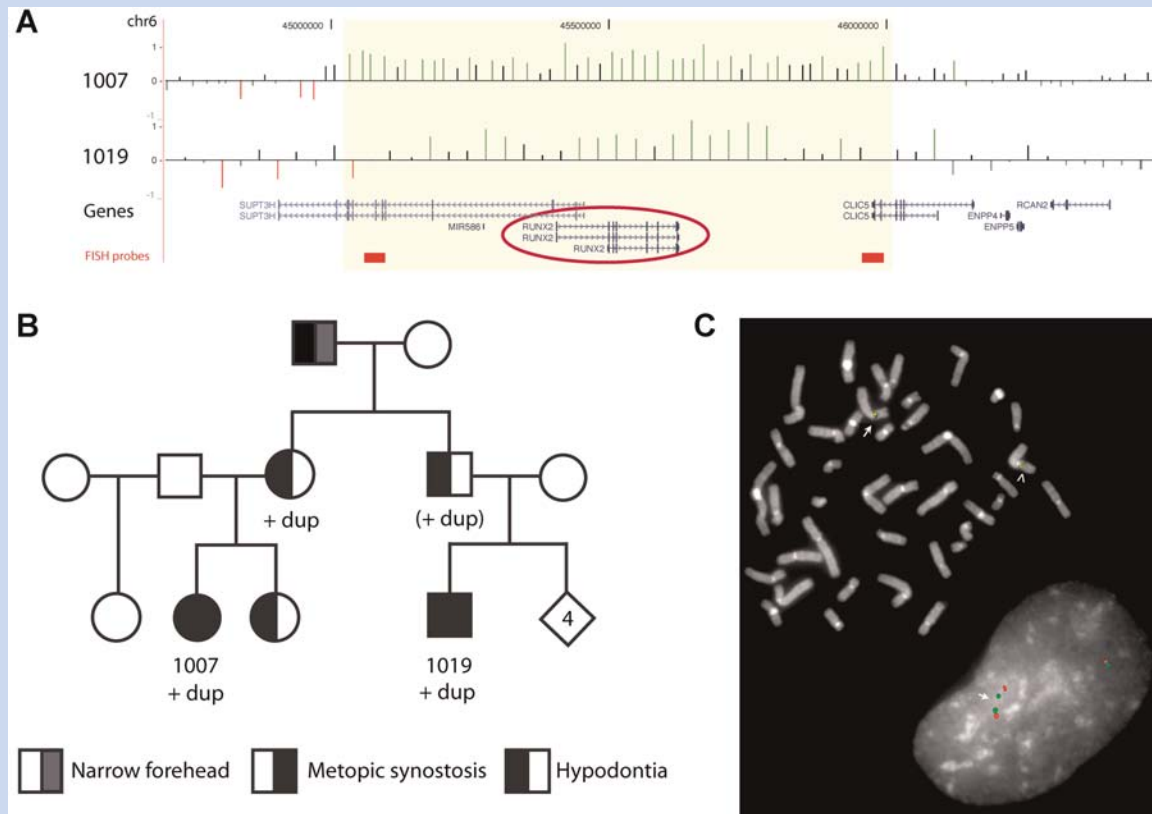 A
chr6
45000000
45500000
46000000
1
1007
0
-1
1
1019
0
-1
Genes
SUPT3H
SUPT3H
MIR586
RUNX2
RUNX2
RUNX2
CLIC5
CLIC5
ENPP4
ENPP5
RCAN2
FISH probes
B
C
+ dup
(+ dup)
4
1007
+ dup
1019
+ dup
Narrow forehead
Metopic synostosis
Hypodontia